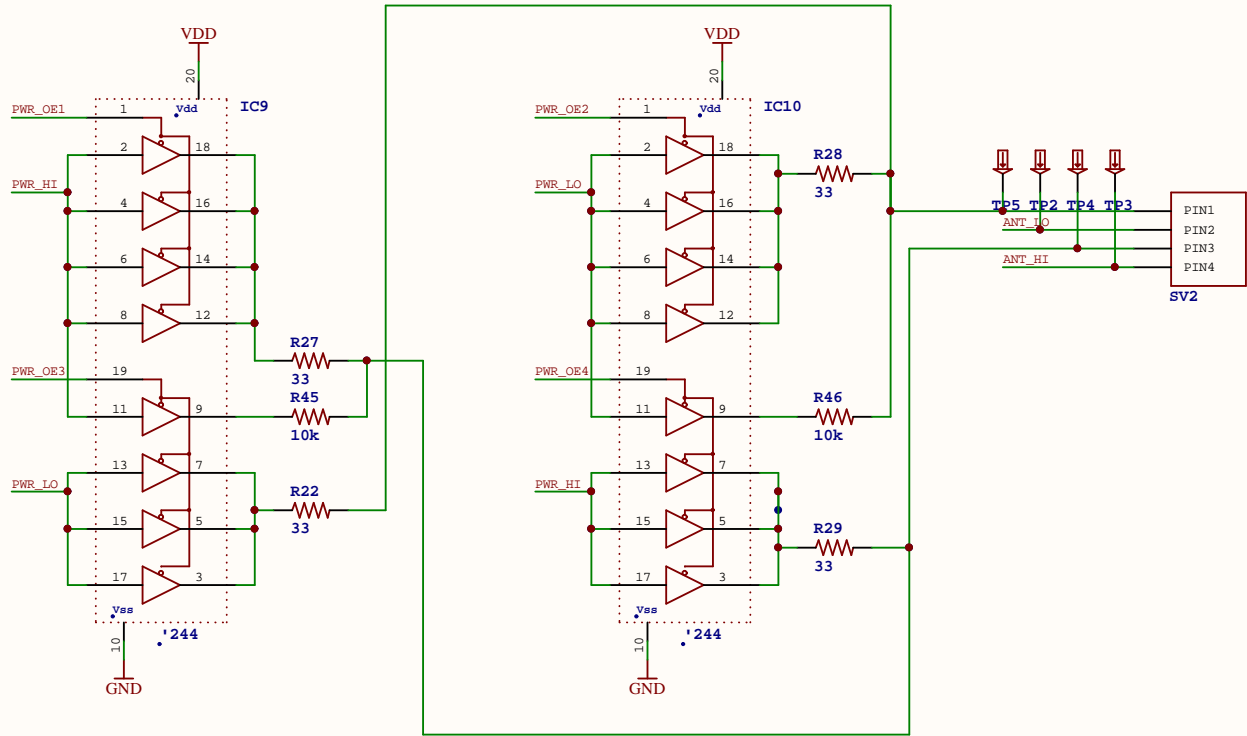 VDD
20
PWR_OE1
1
Vdd
IC9
2
18
PWR_HI
4
16
6
14
8
12
R27
33
PWR_OE3
19
R45
10k
11
9
13
7
PWR_LO
R22
33
15
5
17
3
Vss
'244
10
GND
VDD
20
PWR_OE2
1
Vdd
IC10
2
18
R28
33
PWR_LO
4
16
6
14
8
12
PWR_OE4
19
R46
10k
11
9
13
7
PWR_HI
15
5
R29
33
17
3
Vss
'244
10
GND
TP5 TP2 TP4 TP3
PIN1
ANT_LO
PIN2
PIN3
ANT_HI
PIN4
SV2